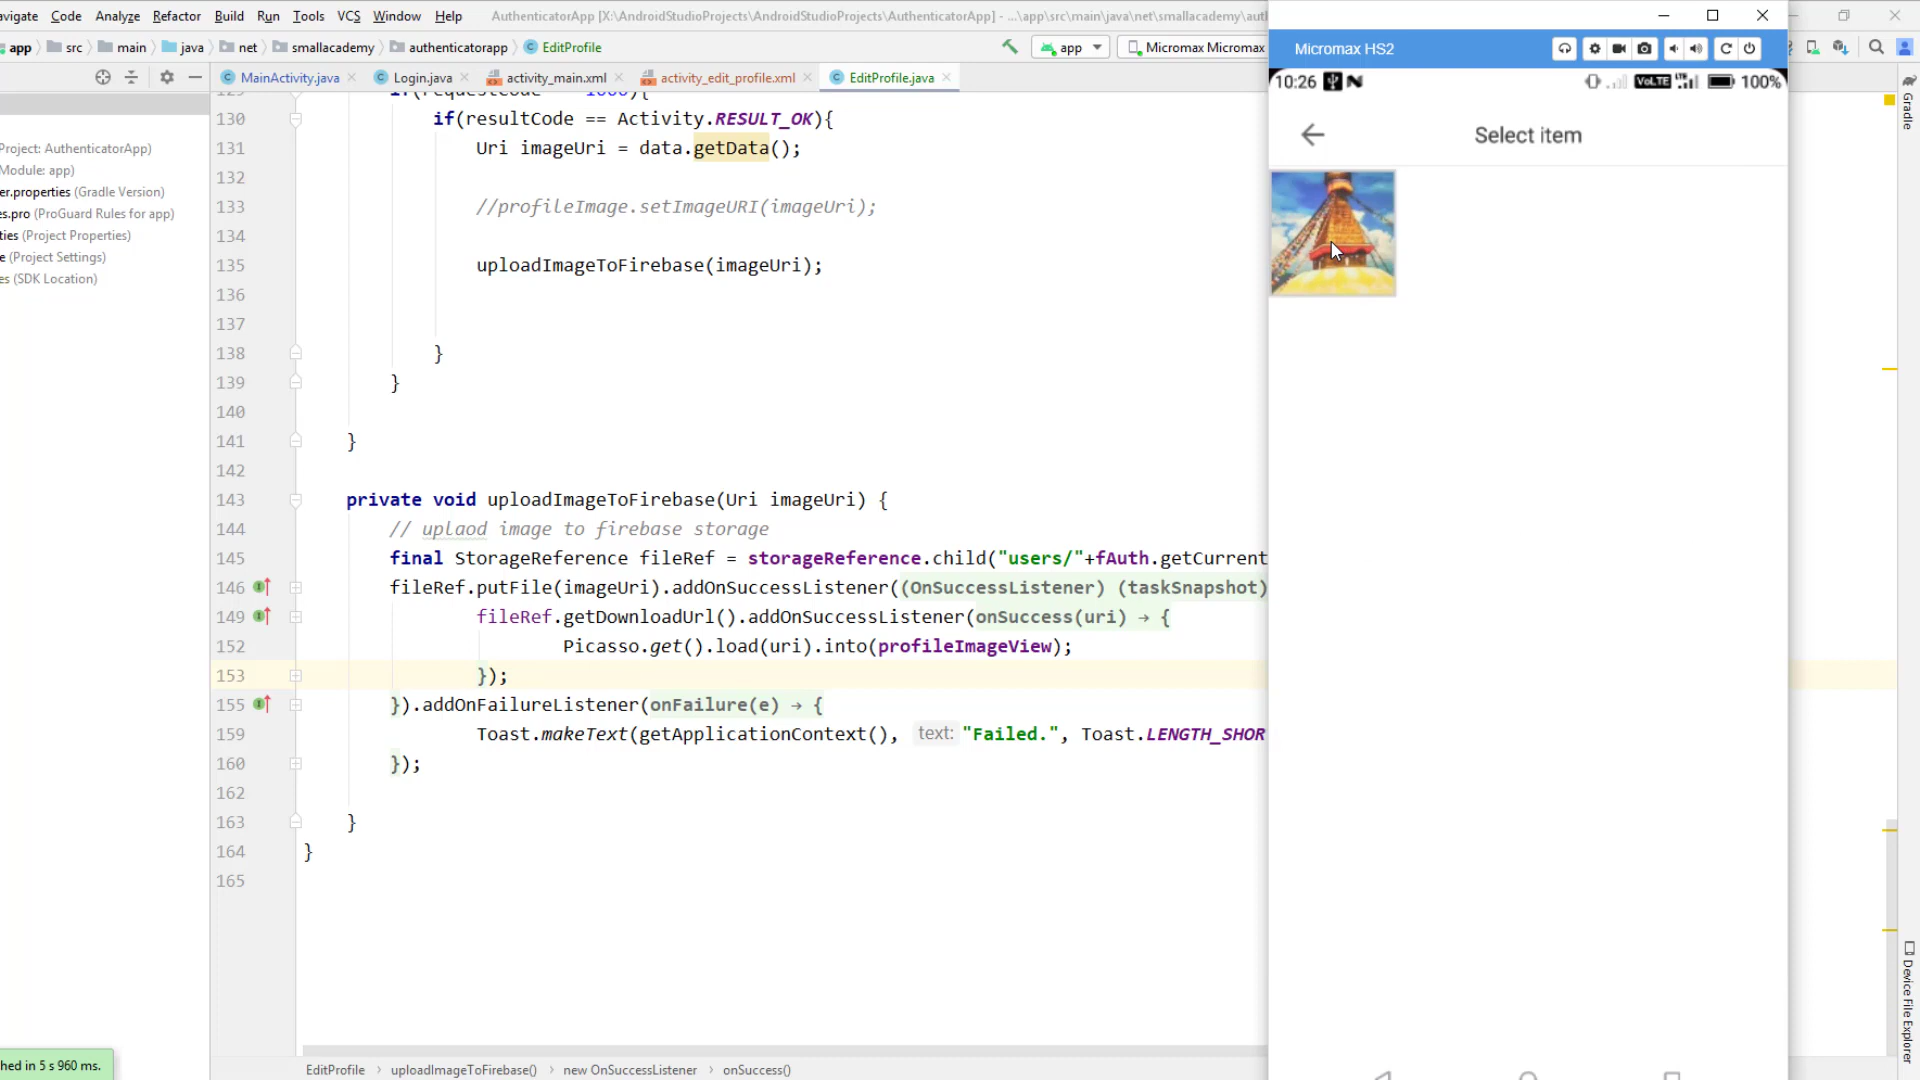 avigate Code Analyze Refactor Build Run Tools VCS Window Help AuthenticatorApp [X:\AndroidStudioProjects\AndroidStudioProjects\AuthenticatorApp] - ...\app\src\main\java\net\smallacademy\aut
app src main java net smallacademy authenticatorapp EditProfile app Micromax Micromax
MainActivity.java Login.java activity_main.xml activity_edit_profile.xml EditProfile.java
Project: AuthenticatorApp)
Module: app)
er.properties (Gradle Version)
es.pro (ProGuard Rules for app)
ties (Project Properties)
e (Project Settings)
es (SDK Location)
130 if(resultCode == Activity.RESULT_OK){
131 Uri imageUri = data.getData();
132
133 //profileImage.setImageURI(imageUri);
134
135 uploadImageToFirebase(imageUri);
136
137
138 }
139 }
140
141 }
142
143 private void uploadImageToFirebase(Uri imageUri) {
144 // uplaod image to firebase storage
145 final StorageReference fileRef = storageReference.child("users/"+fAuth.getCurrent
146 fileRef.putFile(imageUri).addOnSuccessListener((OnSuccessListener) (taskSnapshot)
149 fileRef.getDownloadUrl().addOnSuccessListener(onSuccess(uri) → {
152 Picasso.get().load(uri).into(profileImageView);
153 });
155 }).addOnFailureListener(onFailure(e) → {
159 Toast.makeText(getApplicationContext(), text: "Failed.", Toast.LENGTH_SHOR
160 });
162
163 }
164 }
165
hed in 5 s 960 ms.
EditProfile › uploadImageToFirebase() › new OnSuccessListener › onSuccess()
Micromax HS2
10:26 VoLTE LTE 100%
Select item
Gradle
Device File Explorer